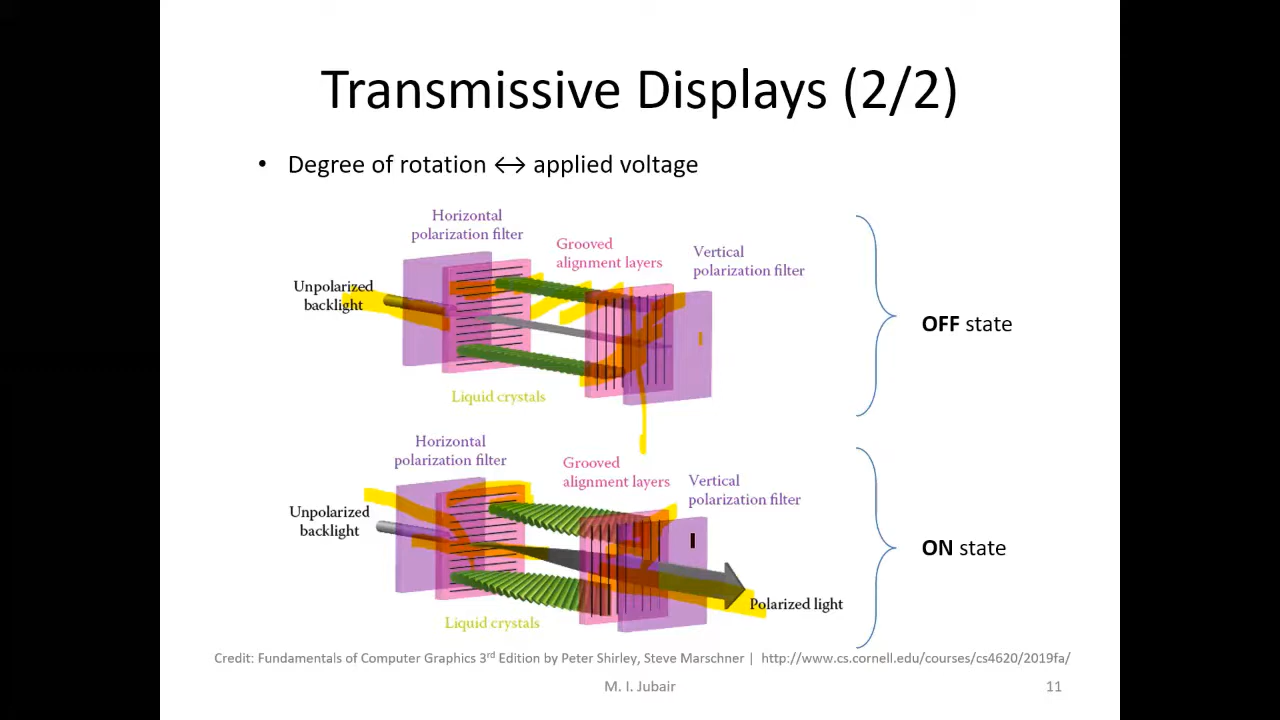 Transmissive Displays (2/2)
• Degree of rotation ↔ applied voltage
Horizontal
polarization filter
Grooved
alignment layers
Vertical
polarization filter
Unpolarized
backlight
Liquid crystals
OFF state
Horizontal
polarization filter
Grooved
alignment layers
Vertical
polarization filter
Unpolarized
backlight
Polarized light
Liquid crystals
ON state
Credit: Fundamentals of Computer Graphics 3rd Edition by Peter Shirley, Steve Marschner | http://www.cs.cornell.edu/courses/cs4620/2019fa/
M. I. Jubair
11